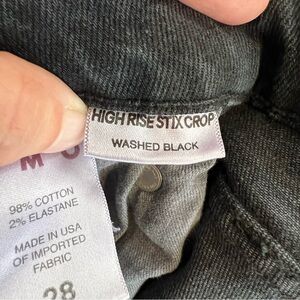 HIGH RISE STIX CROP
WASHED BLACK
M
98% COTTON
2% ELASTANE
MADE IN USA
OF IMPORTED
FABRIC
28